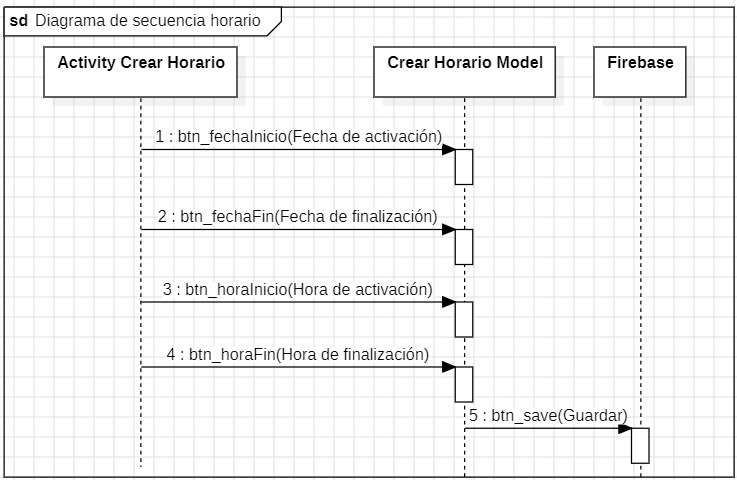 sd Diagrama de secuencia horario
Activity Crear Horario
Crear Horario Model
Firebase
1 : btn_fechaInicio(Fecha de activación)
2 : btn_fechaFin(Fecha de finalización)
3 : btn_horaInicio(Hora de activación)
4 : btn_horaFin(Hora de finalización)
5 : btn_save(Guardar)